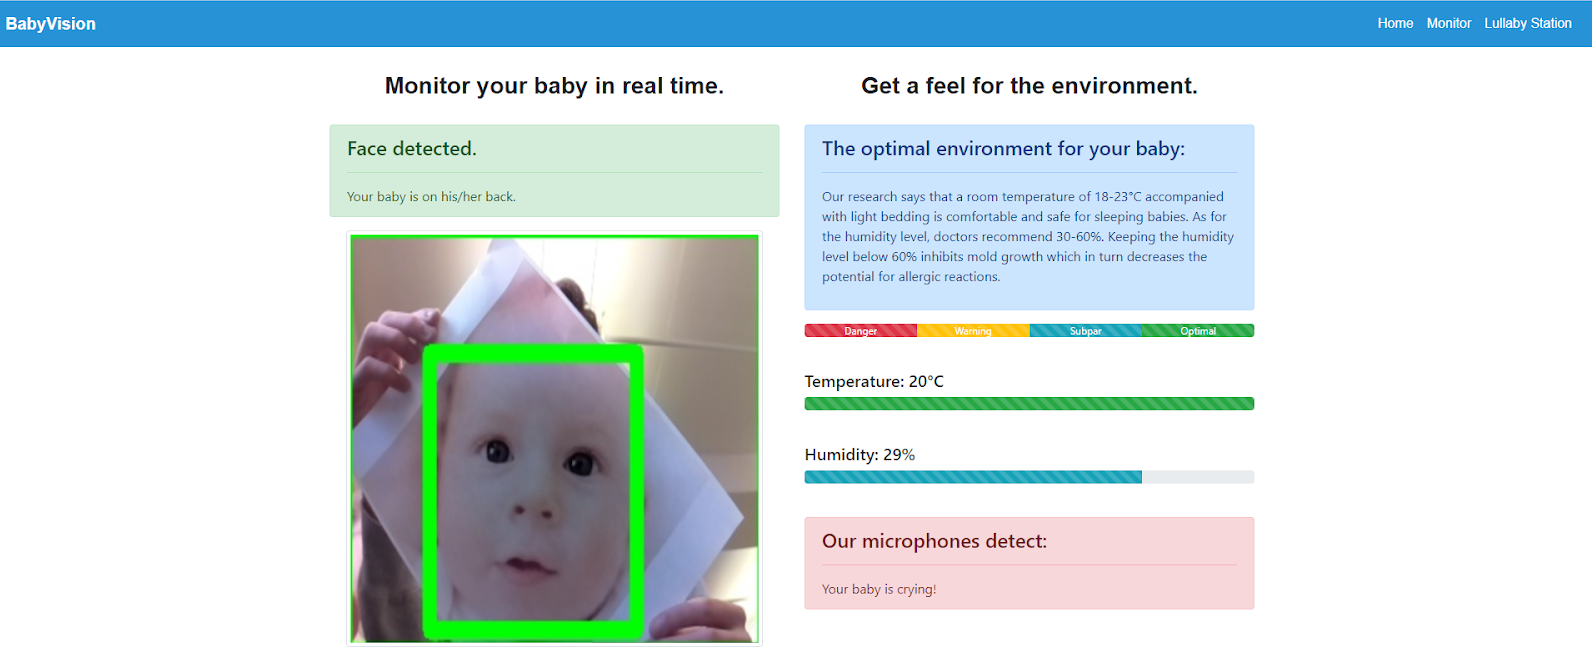 BabyVision
Home Monitor Lullaby Station
Monitor your baby in real time.
Face detected.
Your baby is on his/her back.
Get a feel for the environment.
The optimal environment for your baby:
Our research says that a room temperature of 18-23°C accompanied
with light bedding is comfortable and safe for sleeping babies. As for
the humidity level, doctors recommend 30-60%. Keeping the humidity
level below 60% inhibits mold growth which in turn decreases the
potential for allergic reactions.
Danger Warning Subpar Optimal
Temperature: 20°C
Humidity: 29%
Our microphones detect:
Your baby is crying!